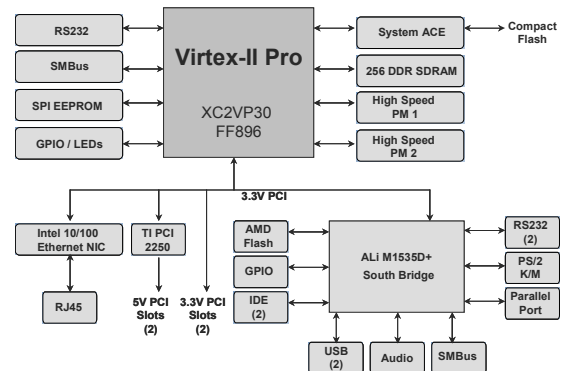 RS232
SMBus
SPI EEPROM
GPIO / LEDs
Virtex-II Pro
XC2VP30
FF896
System ACE
Compact
Flash
256 DDR SDRAM
High Speed
PM 1
High Speed
PM 2
3.3V PCI
Intel 10/100
Ethernet NIC
TI PCI
2250
RJ45
5V PCI
Slots
(2)
3.3V PCI
Slots
(2)
AMD
Flash
GPIO
IDE
(2)
ALi M1535D+
South Bridge
RS232
(2)
PS/2
K/M
Parallel
Port
USB
(2)
Audio
SMBus